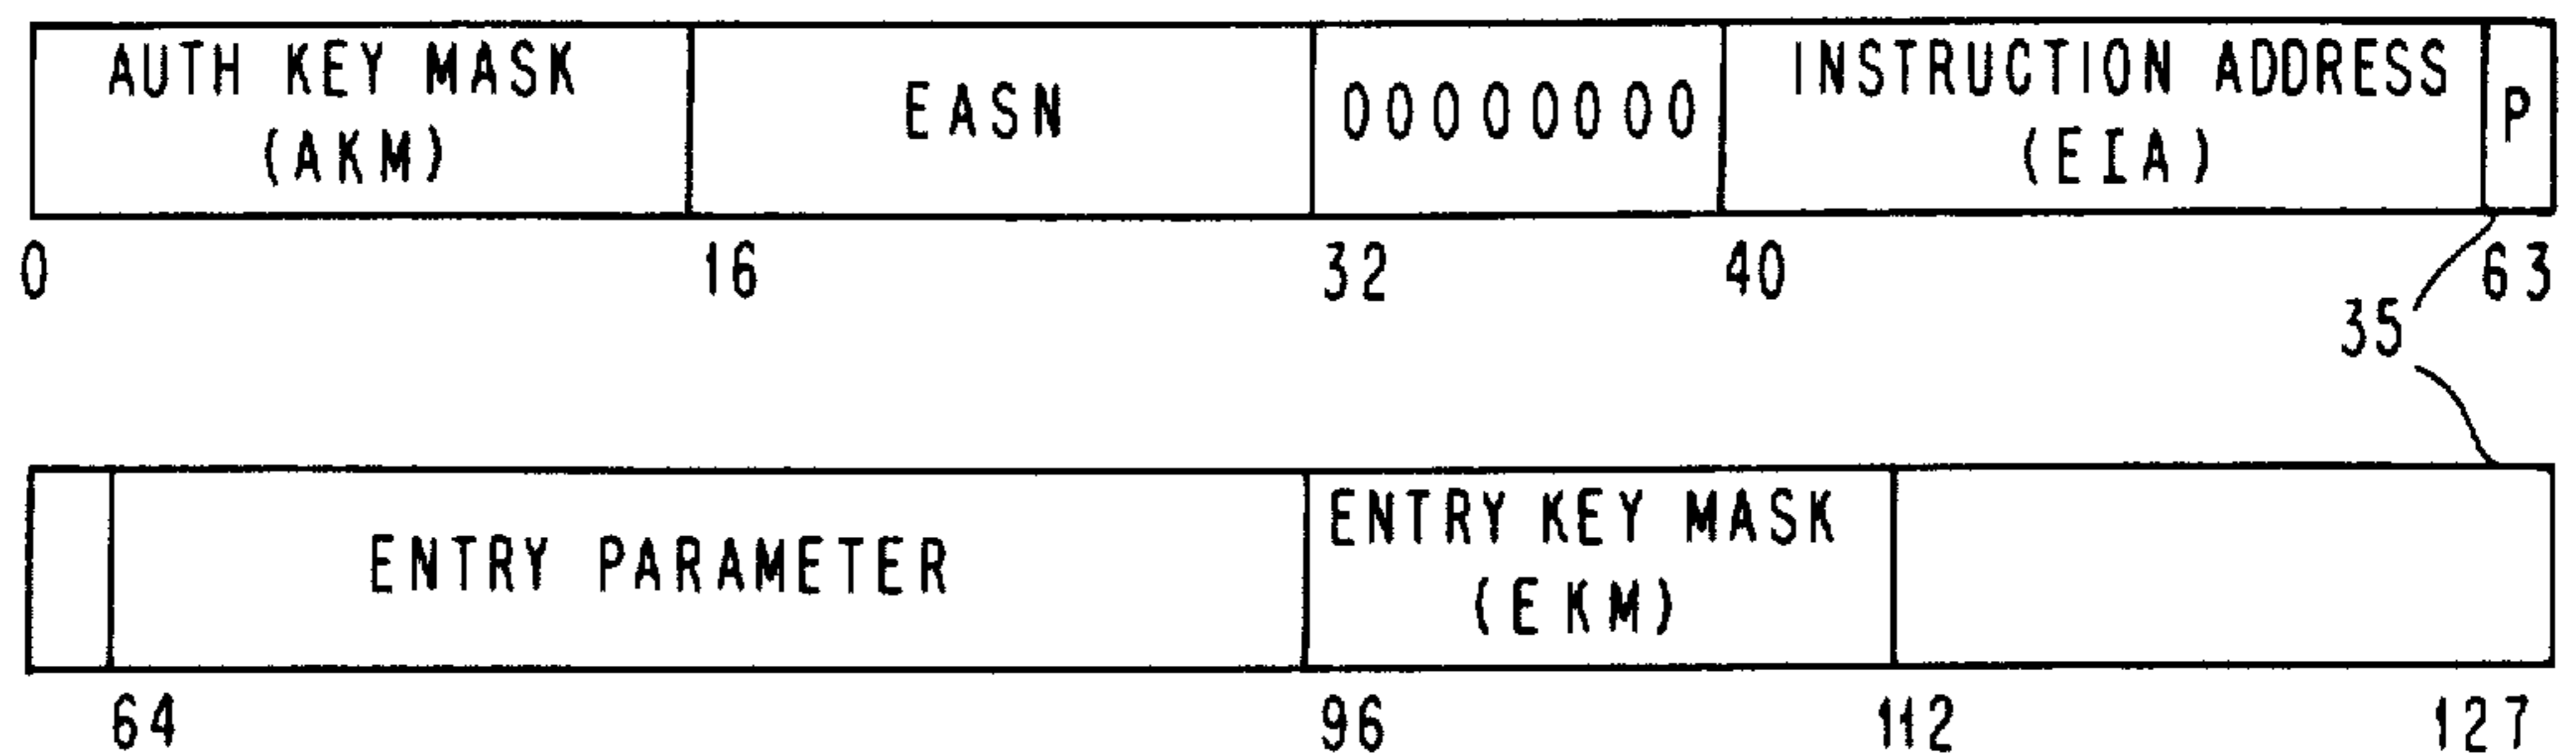 AUTH KEY MASK
(AKM)
EASN
00000000
INSTRUCTION ADDRESS
(EIA)
P
0
16
32
40
63
35
ENTRY PARAMETER
ENTRY KEY MASK
(EKM)
64
96
112
127